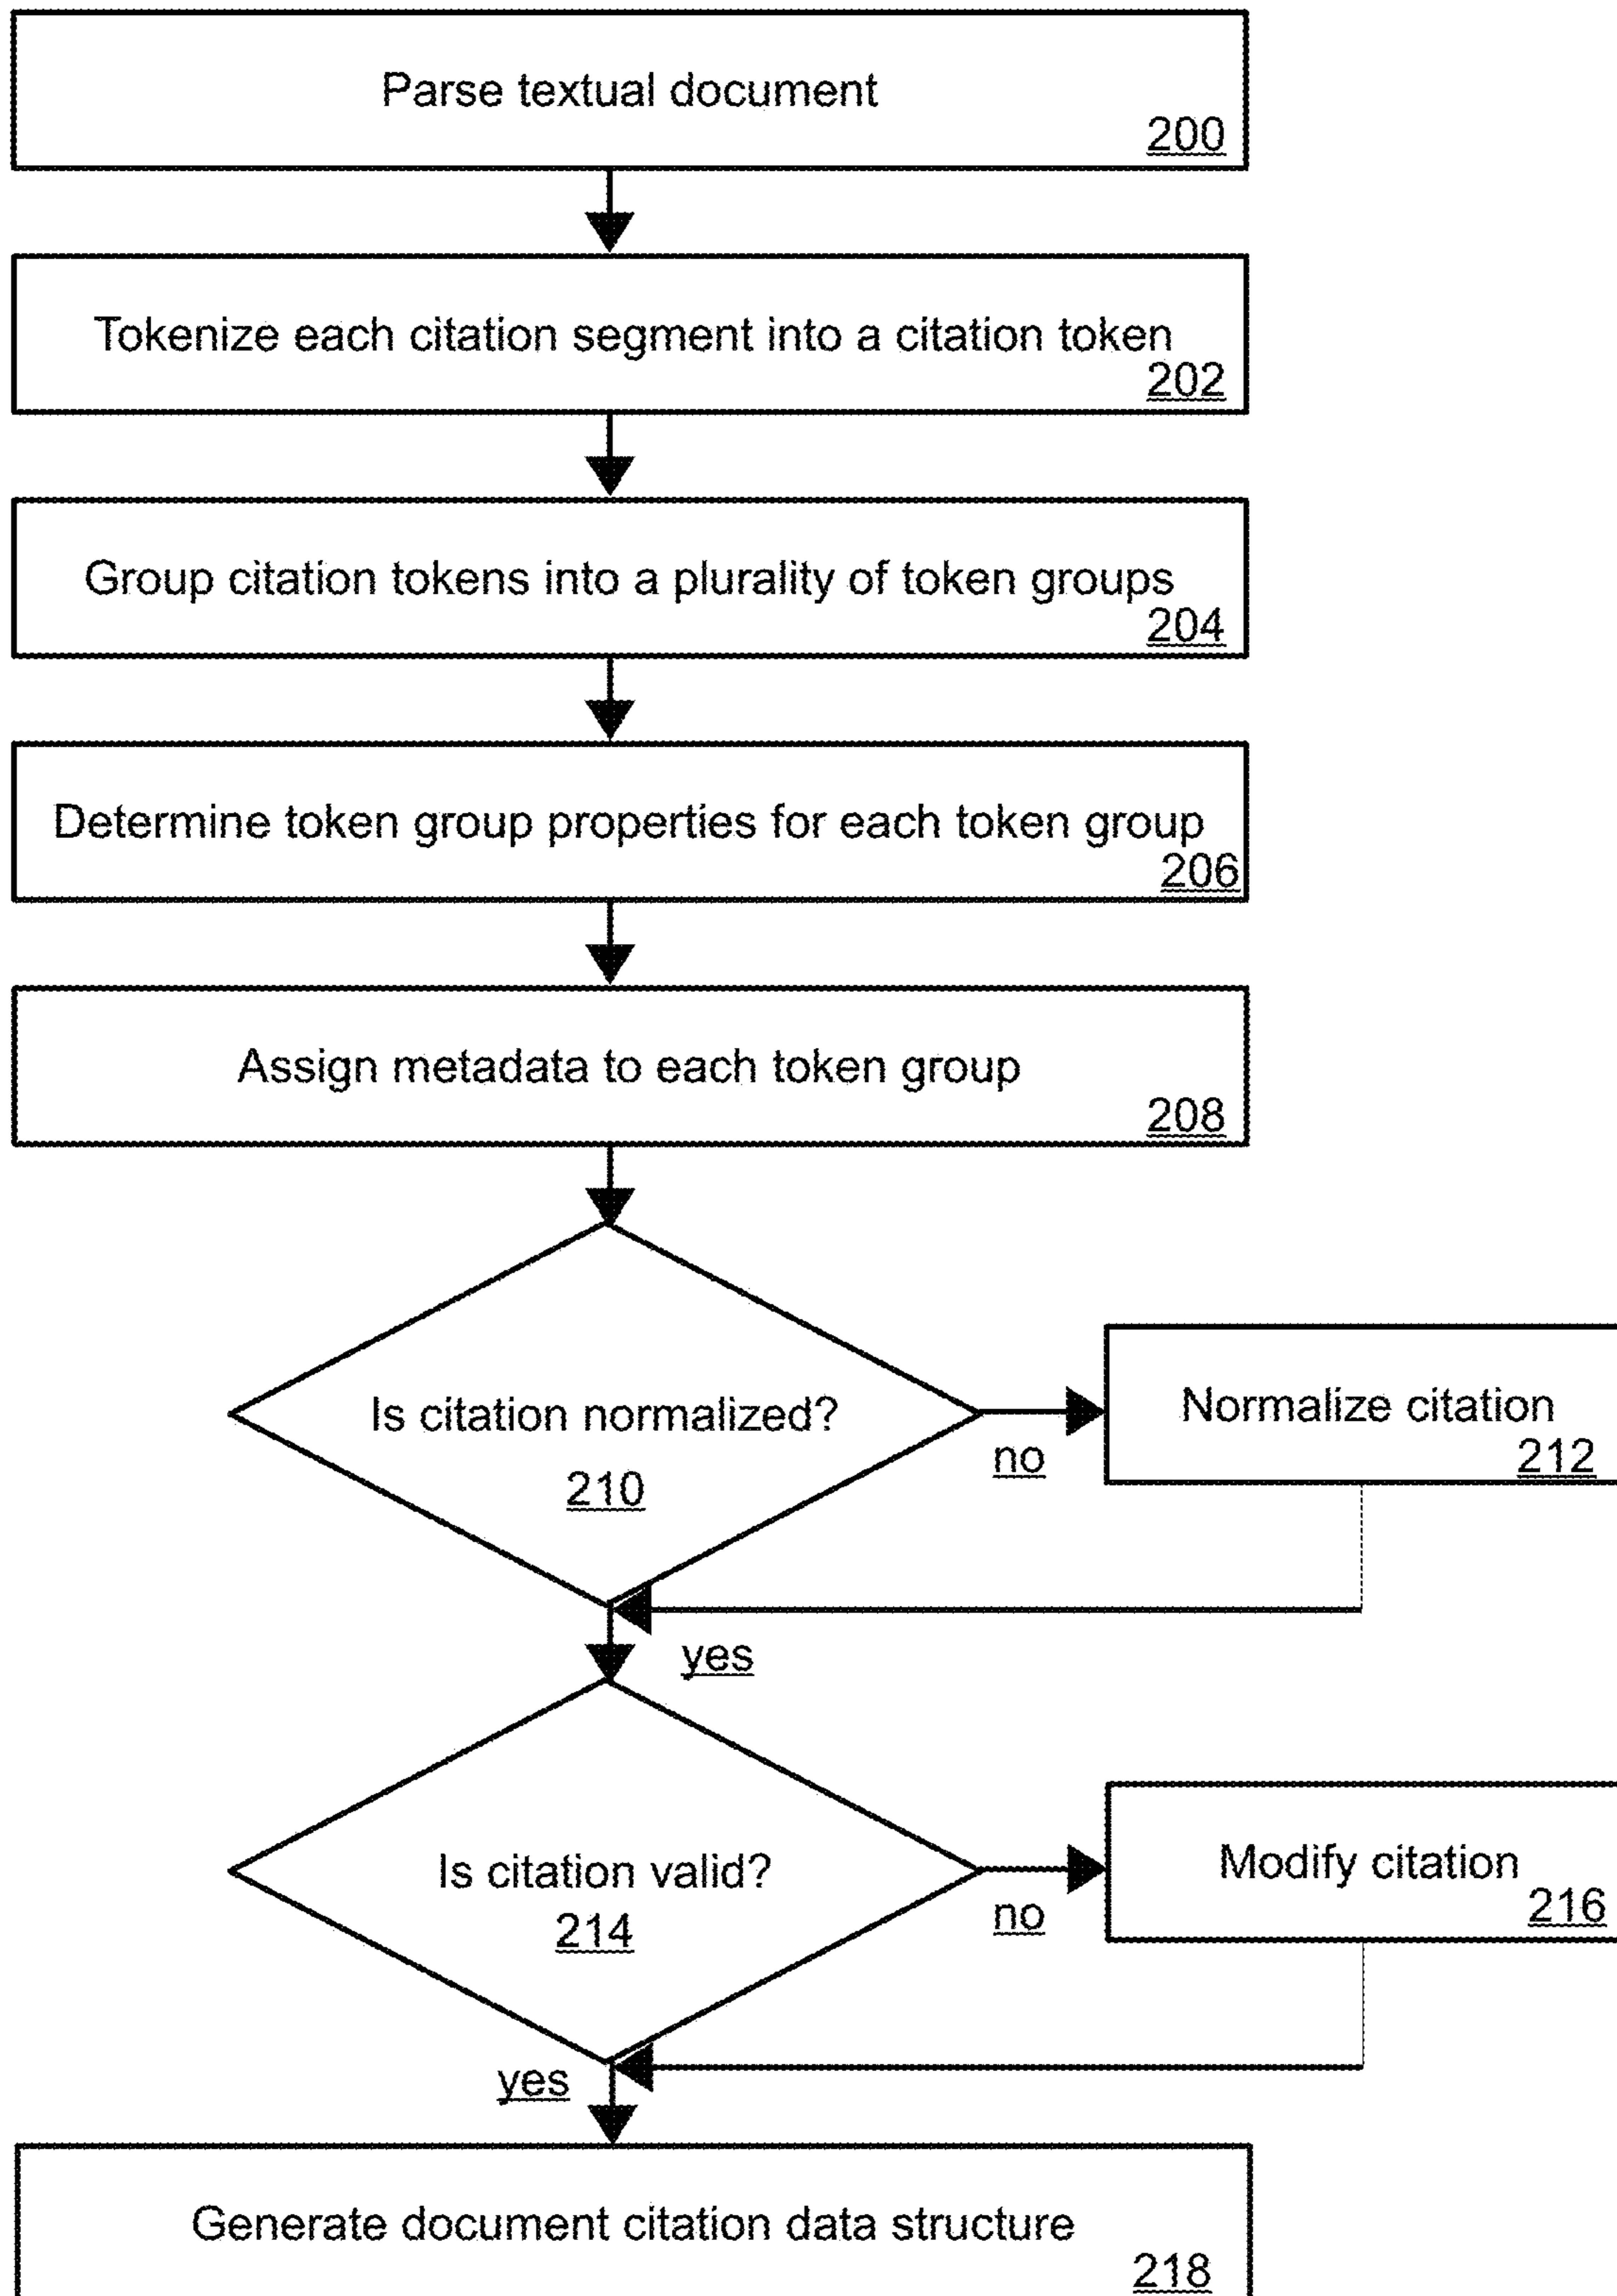 Parse textual document
200
Tokenize each citation segment into a citation token
202
Group citation tokens into a plurality of token groups
204
Determine token group properties for each token group
206
Assign metadata to each token group
208
Is citation normalized?
210
no
Normalize citation
212
yes
Is citation valid?
214
no
Modify citation
216
yes
Generate document citation data structure
218